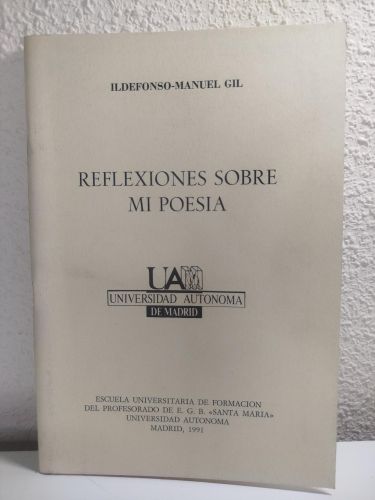 ILDEFONSO-MANUEL GIL
REFLEXIONES SOBRE
MI POESIA
UAM
UNIVERSIDAD AUTONOMA
DE MADRID
ESCUELA UNIVERSITARIA DE FORMACION
DEL PROFESORADO DE E. G. B. «SANTA MARIA»
UNIVERSIDAD AUTONOMA
MADRID, 1991